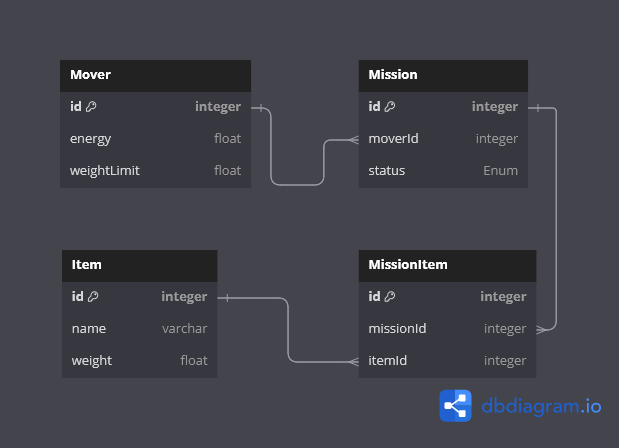 Mover
id integer
energy float
weightLimit float
Mission
id integer
moverId integer
status Enum
Item
id integer
name varchar
weight float
MissionItem
id integer
missionId integer
itemId integer
dbdiagram.io